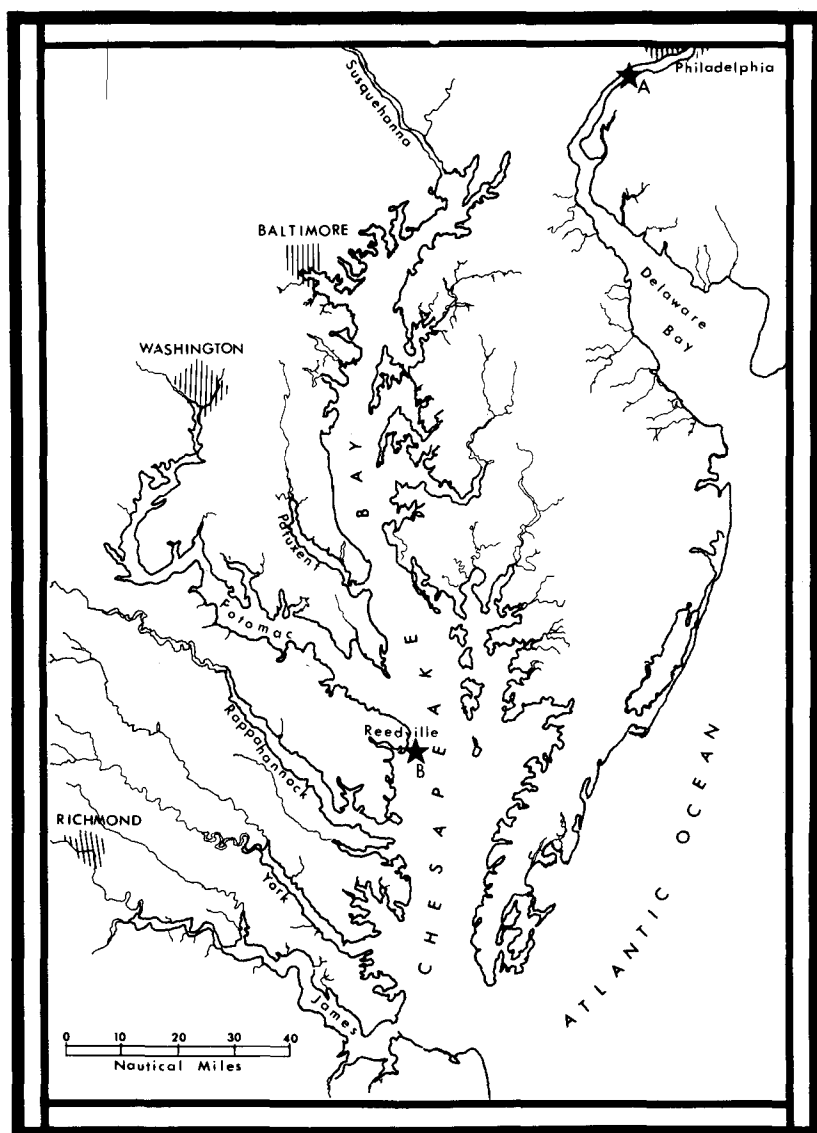 Susquehanna
Philadelphia
A
BALTIMORE
Delaware
Bay
WASHINGTON
CHESAPEAKE BAY
Patuxent
Potomac
Reedville
B
Rappahannock
ATLANTIC OCEAN
RICHMOND
York
James
0 10 20 30 40
Nautical Miles